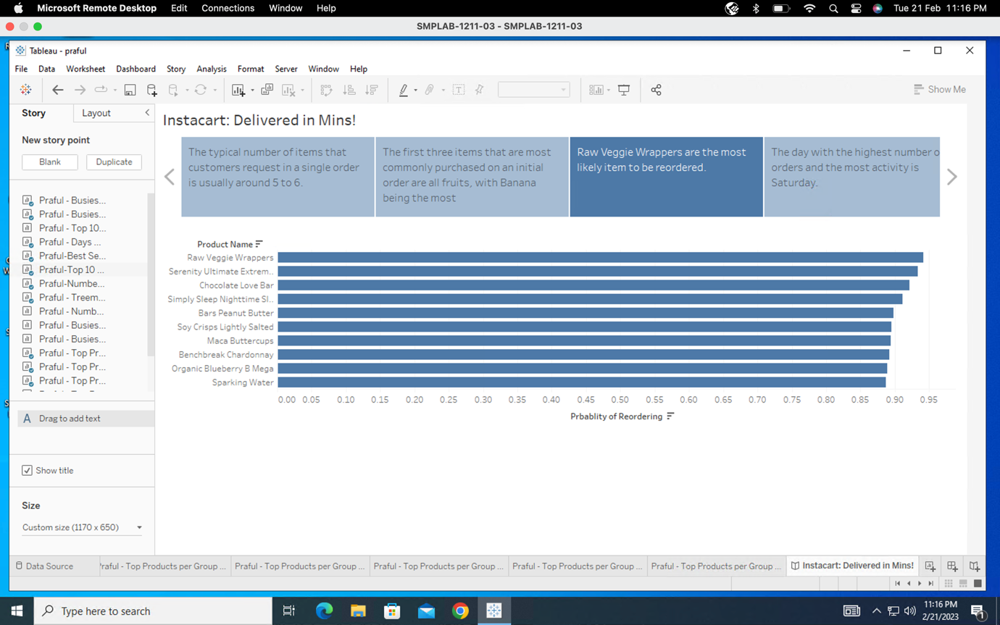 Microsoft Remote Desktop Edit Connections Window Help Tue 21 Feb 11:16 PM
SMPLAB-1211-03 - SMPLAB-1211-03
Tableau - praful
File Data Worksheet Dashboard Story Analysis Format Server Window Help
Show Me
Story Layout
New story point
Blank Duplicate
Praful - Busies...
Praful - Busies...
Praful - Top 10...
Praful - Days ...
Praful-Best Se...
Praful-Top 10 ...
Praful-Numbe...
Praful - Treem...
Praful - Numb...
Praful - Busies...
Praful - Busies...
Praful - Top Pr...
Praful - Top Pr...
Praful - Top Pr...
A Drag to add text
Show title
Size
Custom size (1170 x 650)
Instacart: Delivered in Mins!
The typical number of items that
customers request in a single order
is usually around 5 to 6.
The first three items that are most
commonly purchased on an initial
order are all fruits, with Banana
being the most
Raw Veggie Wrappers are the most
likely item to be reordered.
The day with the highest number o
orders and the most activity is
Saturday.
Product Name
Raw Veggie Wrappers
Serenity Ultimate Extrem..
Chocolate Love Bar
Simply Sleep Nighttime Sl..
Bars Peanut Butter
Soy Crisps Lightly Salted
Maca Buttercups
Benchbreak Chardonnay
Organic Blueberry B Mega
Sparking Water
0.00 0.05 0.10 0.15 0.20 0.25 0.30 0.35 0.40 0.45 0.50 0.55 0.60 0.65 0.70 0.75 0.80 0.85 0.90 0.95
Prbablity of Reordering
Data Source raful - Top Products per Group ... Praful - Top Products per Group ... Praful - Top Products per Group ... Praful - Top Products per Group ... Praful - Top Products per Group ... Instacart: Delivered in Mins!
Type here to search
11:16 PM
2/21/2023
1